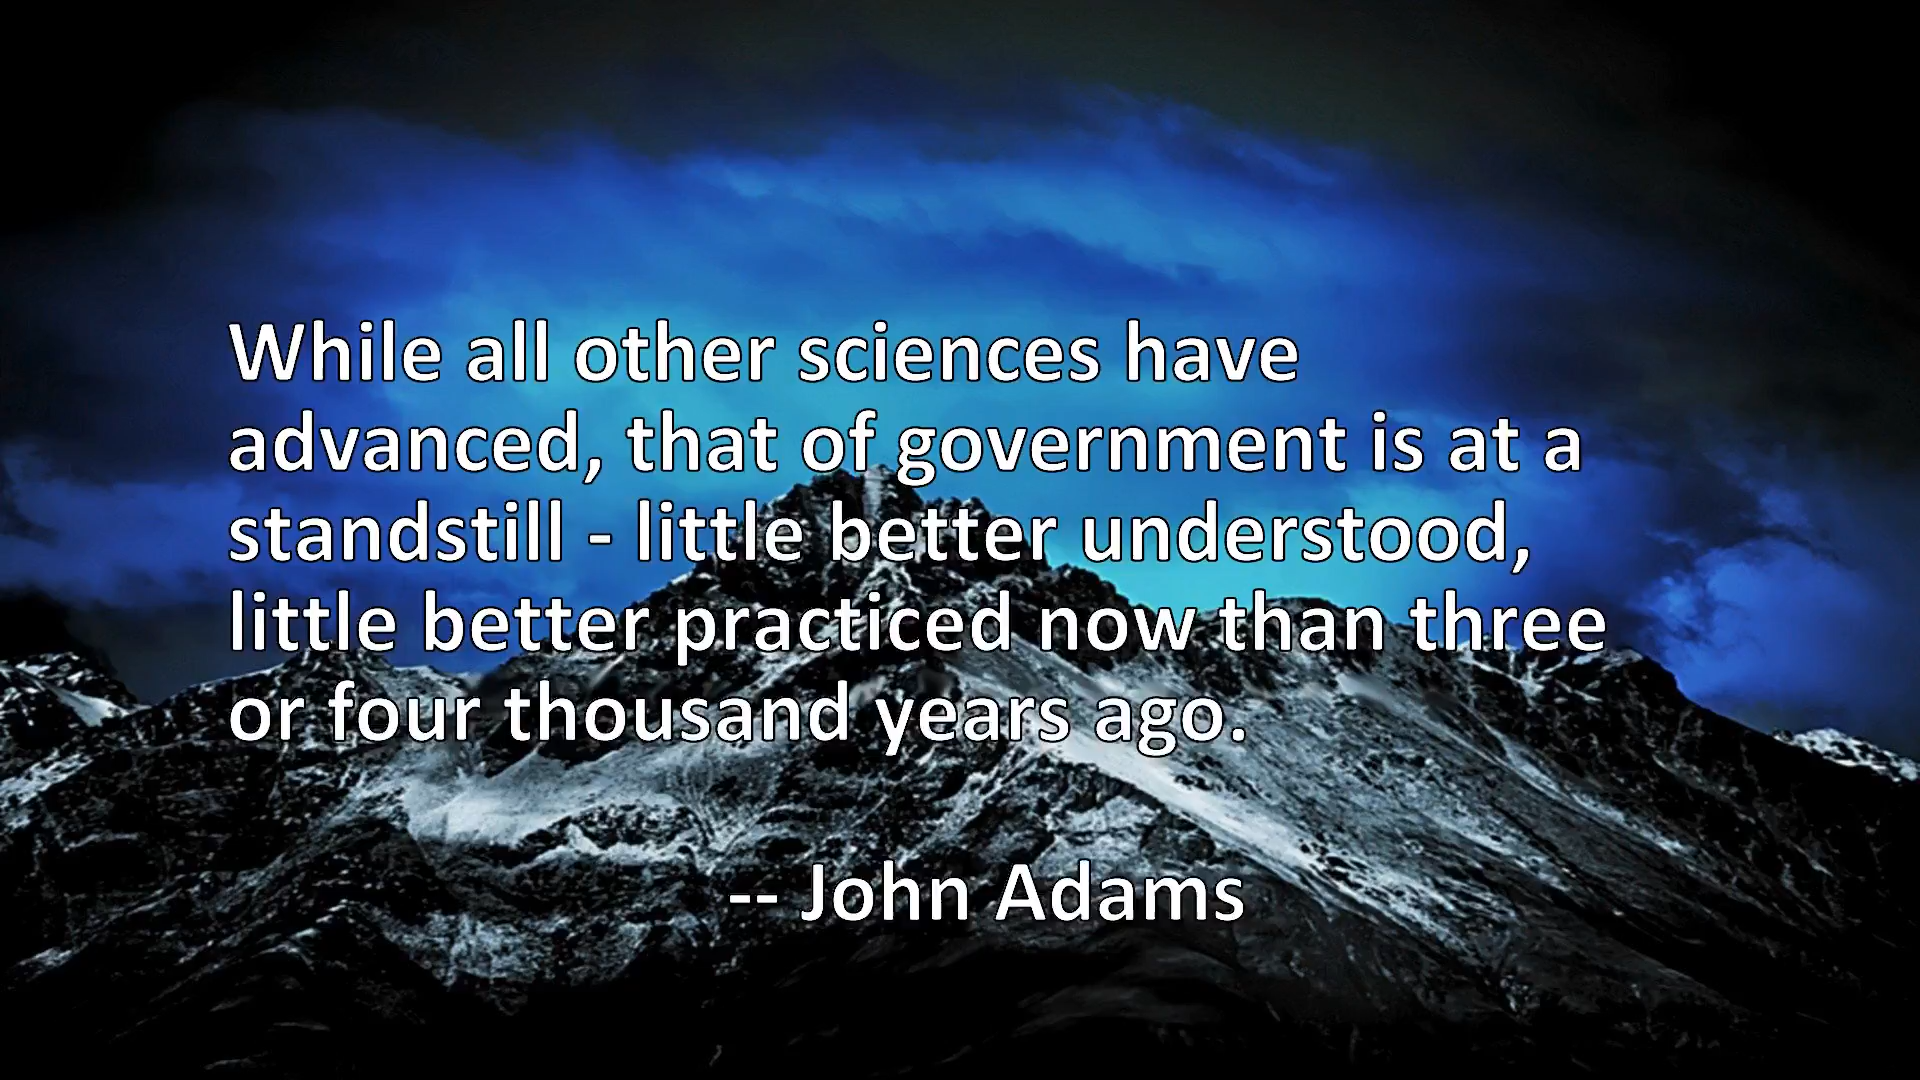 While all other sciences have
advanced, that of government is at a
standstill - little better understood,
little better practiced now than three
or four thousand years ago.
-- John Adams